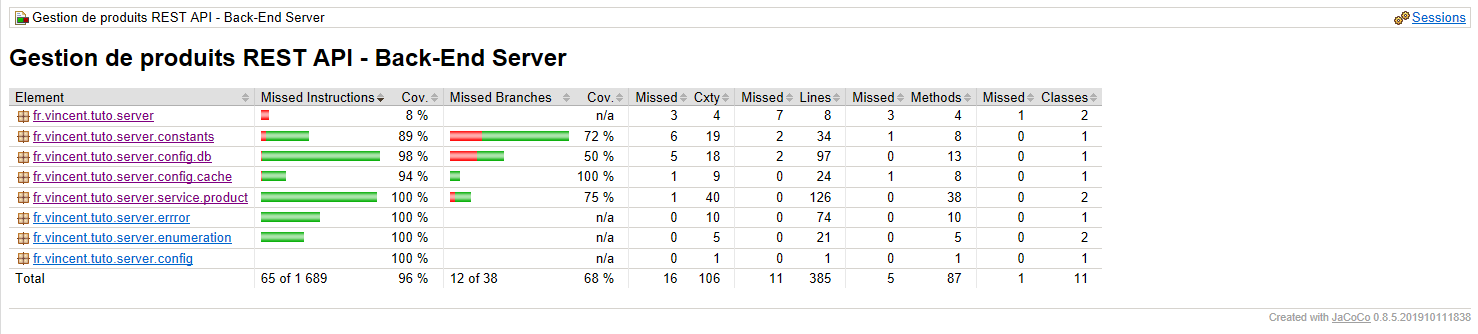 Gestion de produits REST API - Back-End Server Sessions
Gestion de produits REST API - Back-End Server
Element Missed Instructions Cov. Missed Branches Cov. Missed Cxty Missed Lines Missed Methods Missed Classes
fr.vincent.tuto.server 8 % n/a 3 4 7 8 3 4 1 2
fr.vincent.tuto.server.constants 89 % 72 % 6 19 2 34 1 8 0 1
fr.vincent.tuto.server.config.db 98 % 50 % 5 18 2 97 0 13 0 1
fr.vincent.tuto.server.config.cache 94 % 100 % 1 9 0 24 1 8 0 1
fr.vincent.tuto.server.service.product 100 % 75 % 1 40 0 126 0 38 0 2
fr.vincent.tuto.server.errror 100 % n/a 0 10 0 74 0 10 0 1
fr.vincent.tuto.server.enumeration 100 % n/a 0 5 0 21 0 5 0 2
fr.vincent.tuto.server.config 100 % n/a 0 1 0 1 0 1 0 1
Total 65 of 1 689 96 % 12 of 38 68 % 16 106 11 385 5 87 1 11
Created with JaCoCo 0.8.5.201910111838